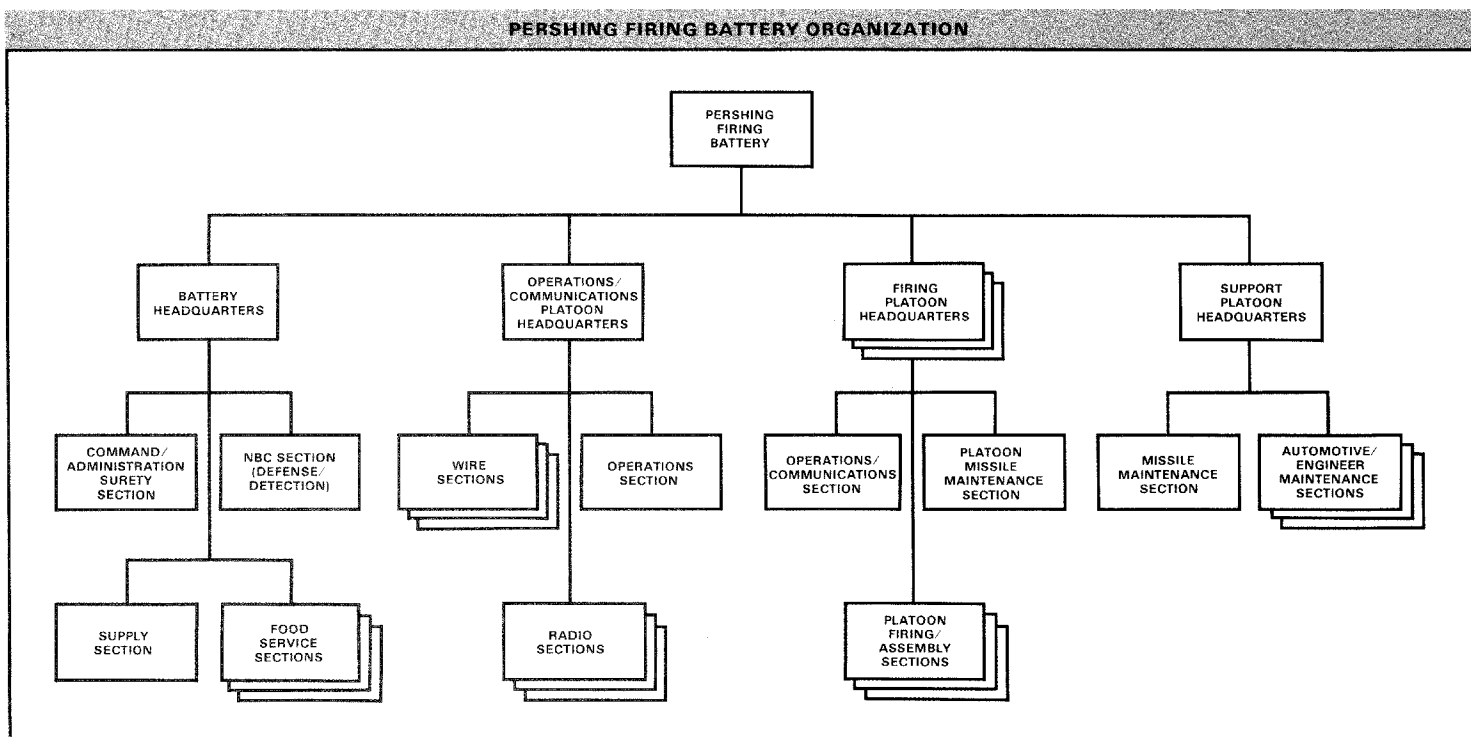 PERSHING FIRING BATTERY ORGANIZATION
PERSHING
FIRING
BATTERY
BATTERY
HEADQUARTERS
OPERATIONS/
COMMUNICATIONS
PLATOON
HEADQUARTERS
FIRING
PLATOON
HEADQUARTERS
SUPPORT
PLATOON
HEADQUARTERS
COMMAND/
ADMINISTRATION
SURETY
SECTION
NBC SECTION
(DEFENSE/
DETECTION)
WIRE
SECTIONS
OPERATIONS
SECTION
OPERATIONS/
COMMUNICATIONS
SECTION
PLATOON
MISSILE
MAINTENANCE
SECTION
MISSILE
MAINTENANCE
SECTION
AUTOMOTIVE/
ENGINEER
MAINTENANCE
SECTIONS
SUPPLY
SECTION
FOOD
SERVICE
SECTIONS
RADIO
SECTIONS
PLATOON
FIRING/
ASSEMBLY
SECTIONS